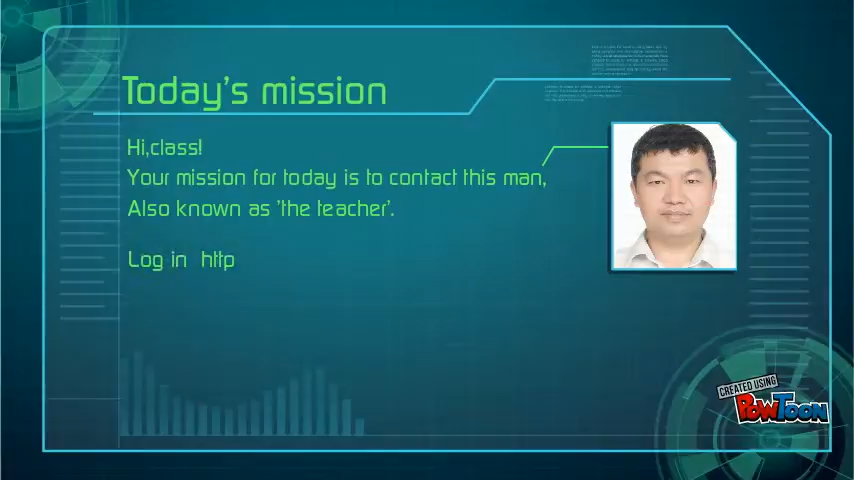 Today's mission
Hi,class!
Your mission for today is to contact this man,
Also known as 'the teacher'.
Log in http
CREATED USING
POWTOON